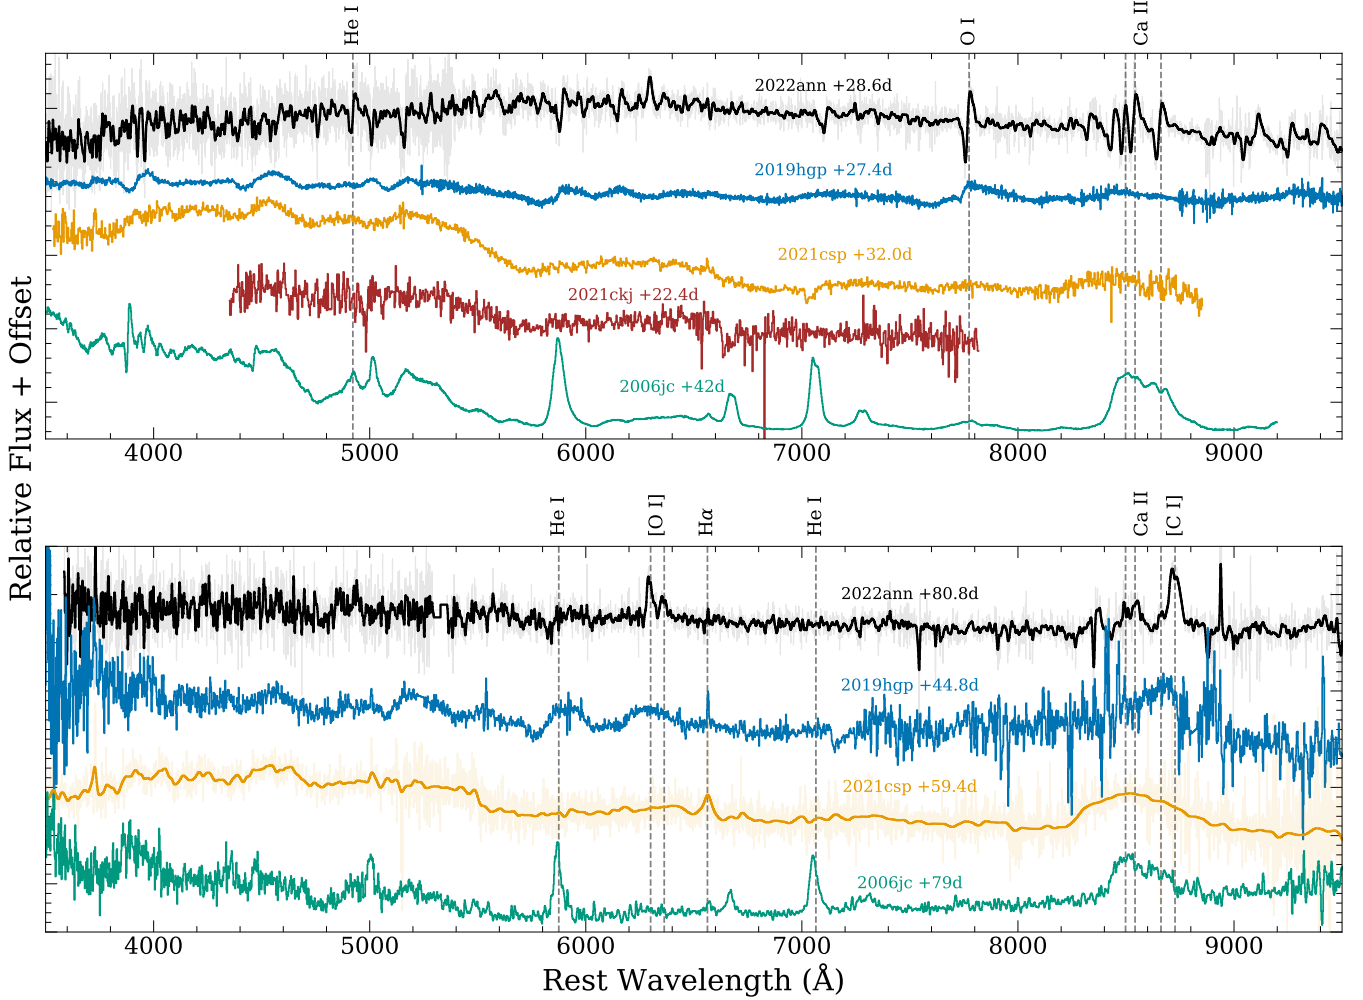 He I
O I
Ca II
2022ann +28.6d
2019hgp +27.4d
2021csp +32.0d
2021ckj +22.4d
2006jc +42d
4000 5000 6000 7000 8000 9000
Relative Flux + Offset
He I
[O I]
Hα
He I
Ca II
[C I]
2022ann +80.8d
2019hgp +44.8d
2021csp +59.4d
2006jc +79d
4000 5000 6000 7000 8000 9000
Rest Wavelength (Å)